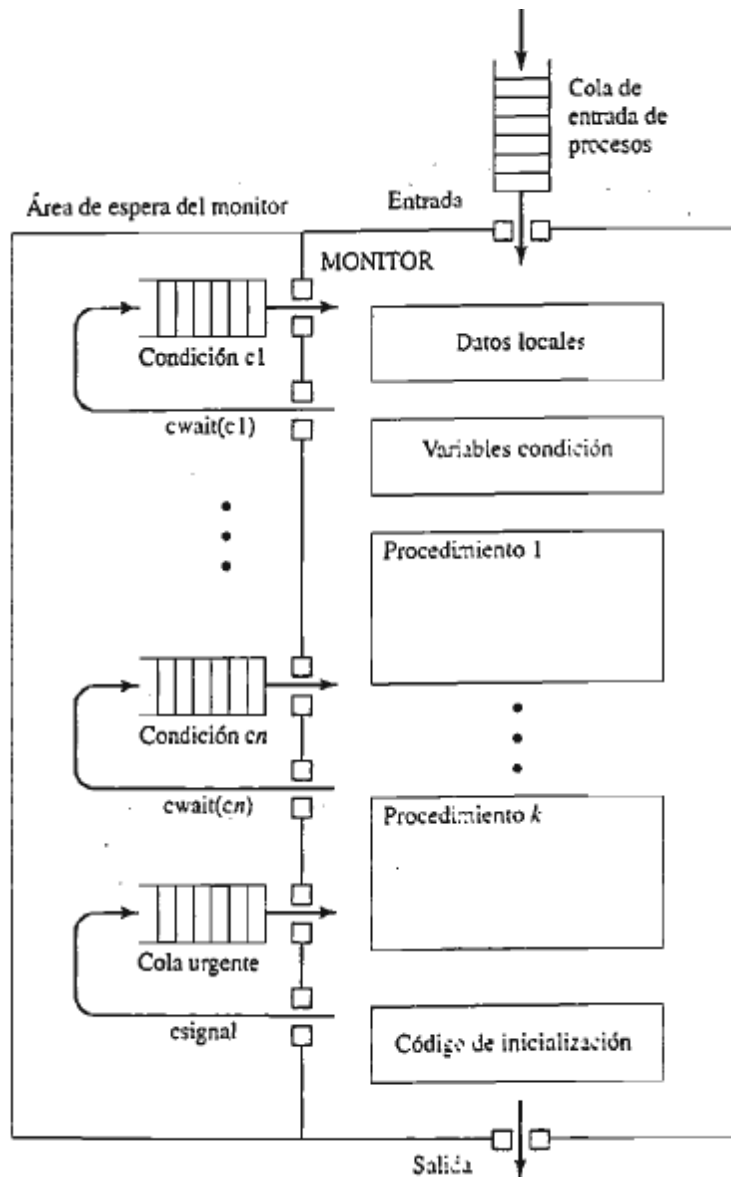 Cola de
entrada de
procesos
Área de espera del monitor
Entrada
MONITOR
Condición c1
Datos locales
cwait(c1)
Variables condición
Procedimiento 1
Condición cn
cwait(cn)
Procedimiento k
Cola urgente
csignal
Código de inicialización
Salida